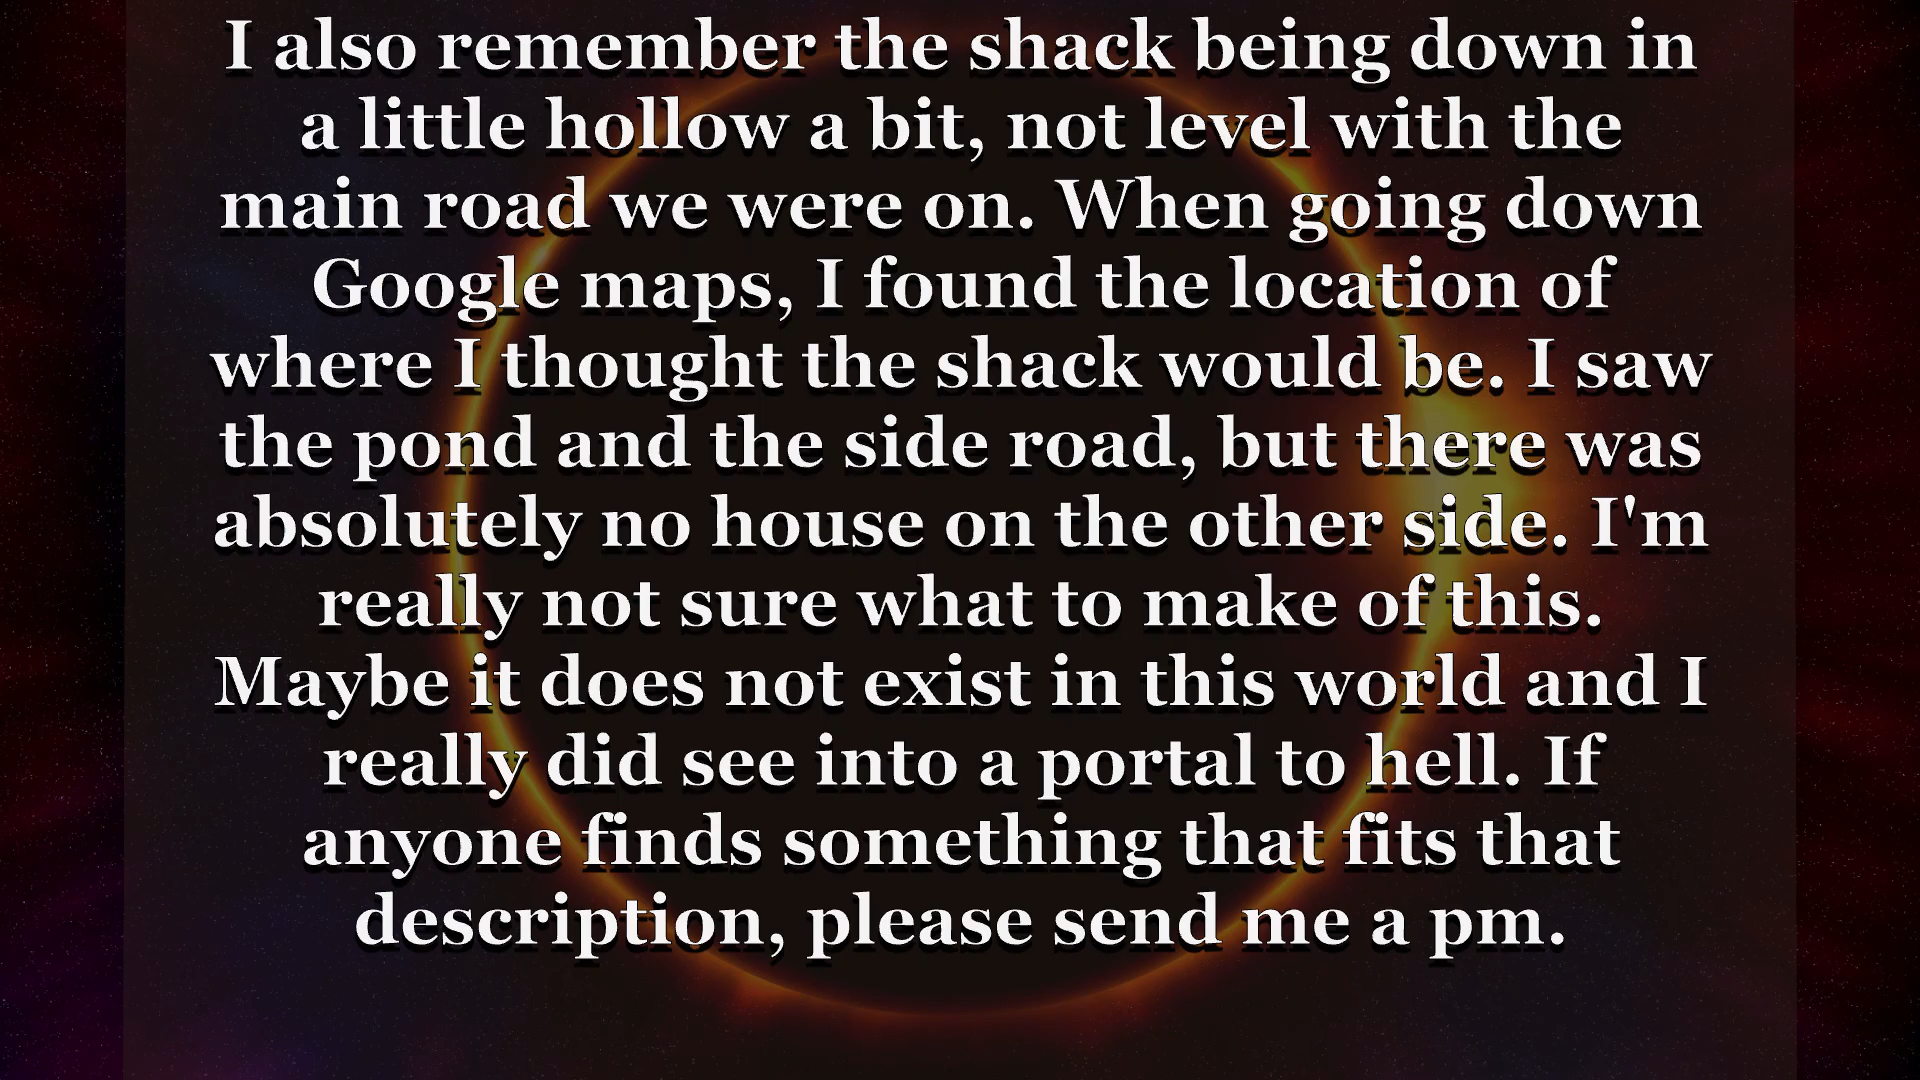 I also remember the shack being down in
a little hollow a bit, not level with the
main road we were on. When going down
Google maps, I found the location of
where I thought the shack would be. I saw
the pond and the side road, but there was
absolutely no house on the other side. I'm
really not sure what to make of this.
Maybe it does not exist in this world and I
really did see into a portal to hell. If
anyone finds something that fits that
description, please send me a pm.